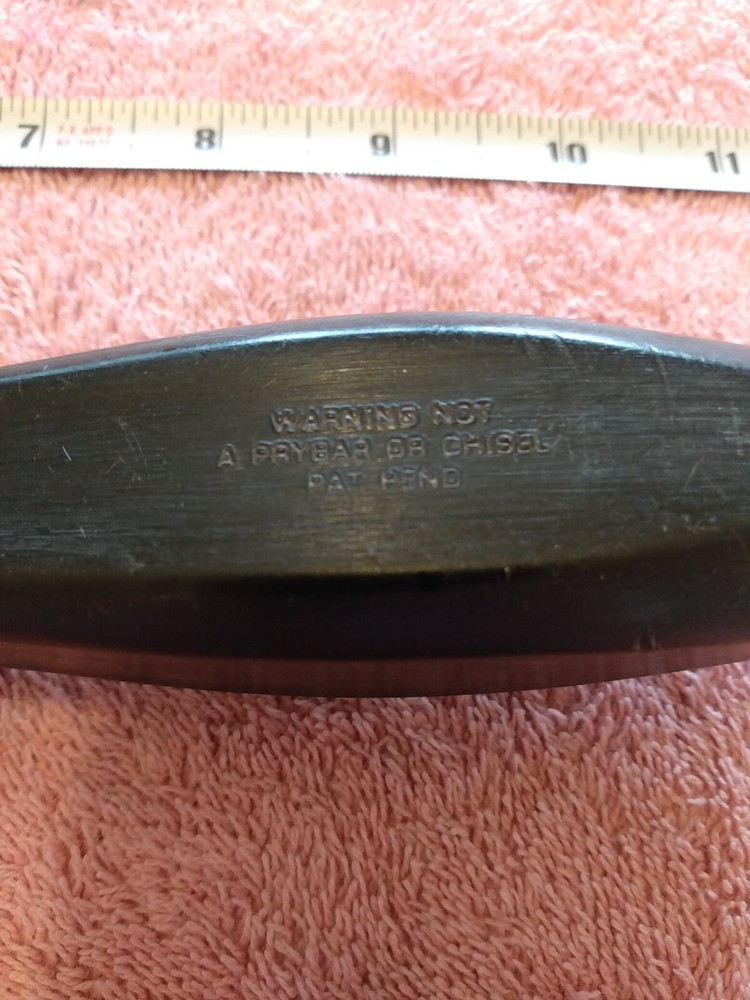 7
8
9
10
11
WARNING NOT
A PRYBAR OR CHISEL
PAT PEND